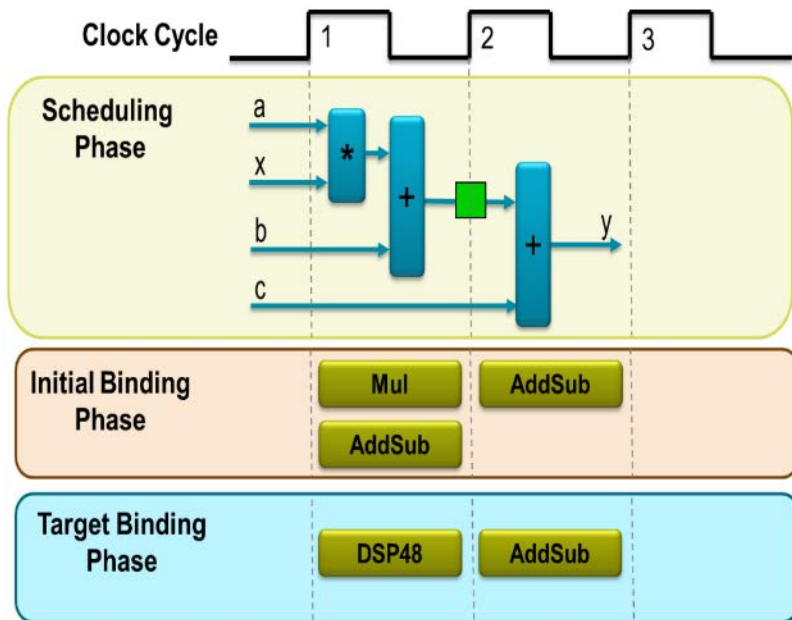 Clock Cycle
1 2 3
Scheduling
Phase
a
x
*
+
b
+
y
c
Initial Binding
Phase
Mul AddSub
AddSub
Target Binding
Phase
DSP48 AddSub